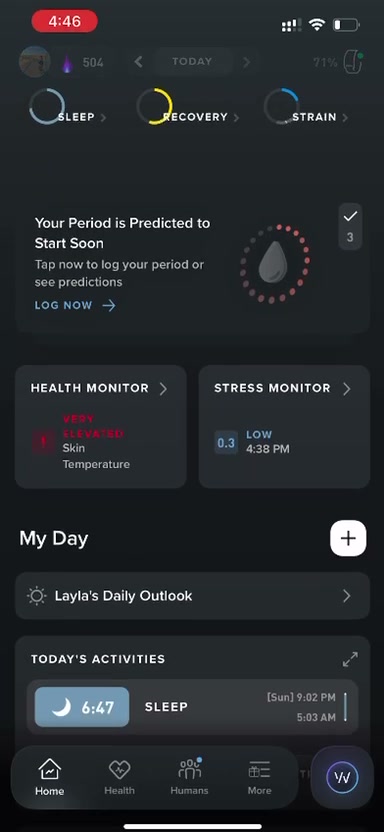 4:46
504
TODAY
71%
SLEEP
RECOVERY
STRAIN
Your Period is Predicted to
Start Soon
Tap now to log your period or
see predictions
LOG NOW
3
HEALTH MONITOR
!
VERY
ELEVATED
Skin
Temperature
STRESS MONITOR
0.3
LOW
4:38 PM
My Day
+
Layla's Daily Outlook
TODAY'S ACTIVITIES
6:47
SLEEP
[Sun] 9:02 PM
5:03 AM
Home
Health
Humans
More
W